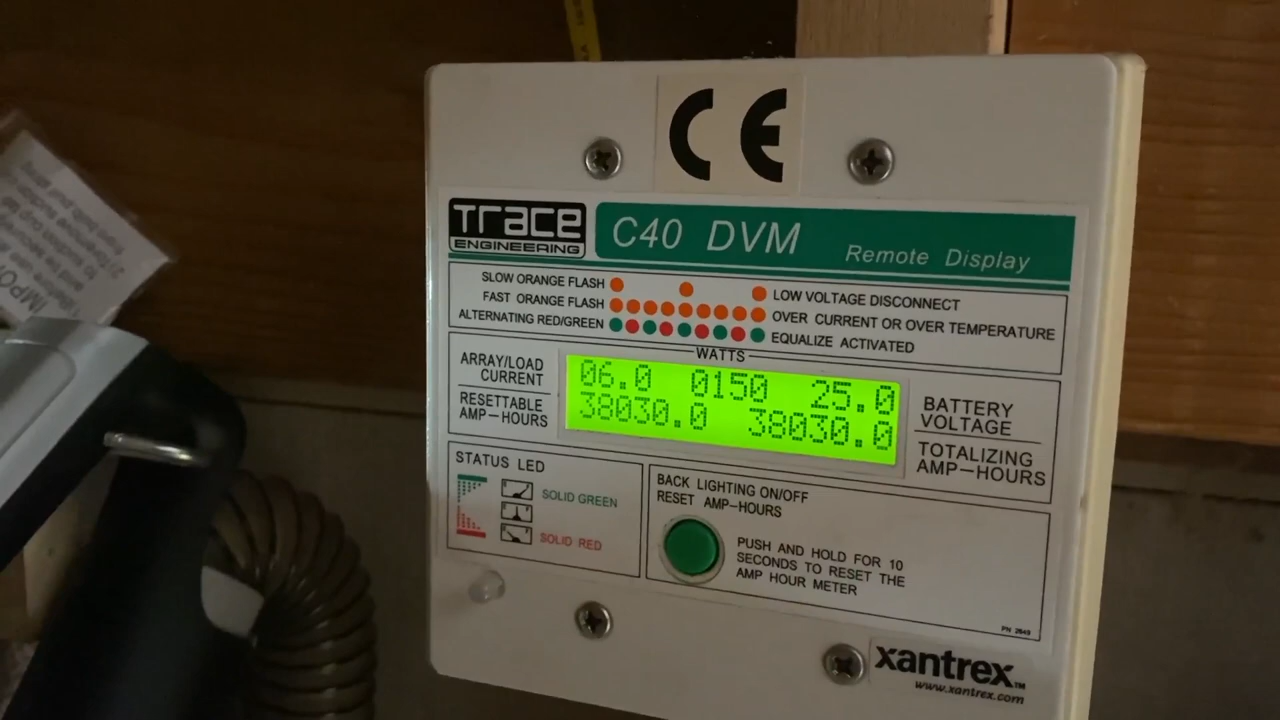 CE
TRACE
ENGINEERING
C40 DVM
Remote Display
SLOW ORANGE FLASH
LOW VOLTAGE DISCONNECT
FAST ORANGE FLASH
OVER CURRENT OR OVER TEMPERATURE
ALTERNATING RED/GREEN
EQUALIZE ACTIVATED
WATTS
ARRAY/LOAD
CURRENT
RESETTABLE
AMP-HOURS
06.0 0150 25.0
38030.0 38030.0
BATTERY
VOLTAGE
TOTALIZING
AMP-HOURS
STATUS LED
SOLID GREEN
SOLID RED
BACK LIGHTING ON/OFF
RESET AMP-HOURS
PUSH AND HOLD FOR 10
SECONDS TO RESET THE
AMP HOUR METER
xantrex™
www.xantrex.com